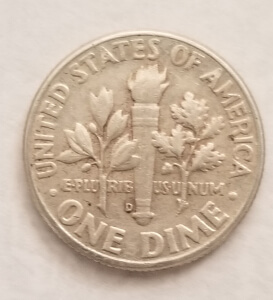 UNITED STATES OF AMERICA
E·PLURIBUS·UNUM
D
· ONE DIME ·